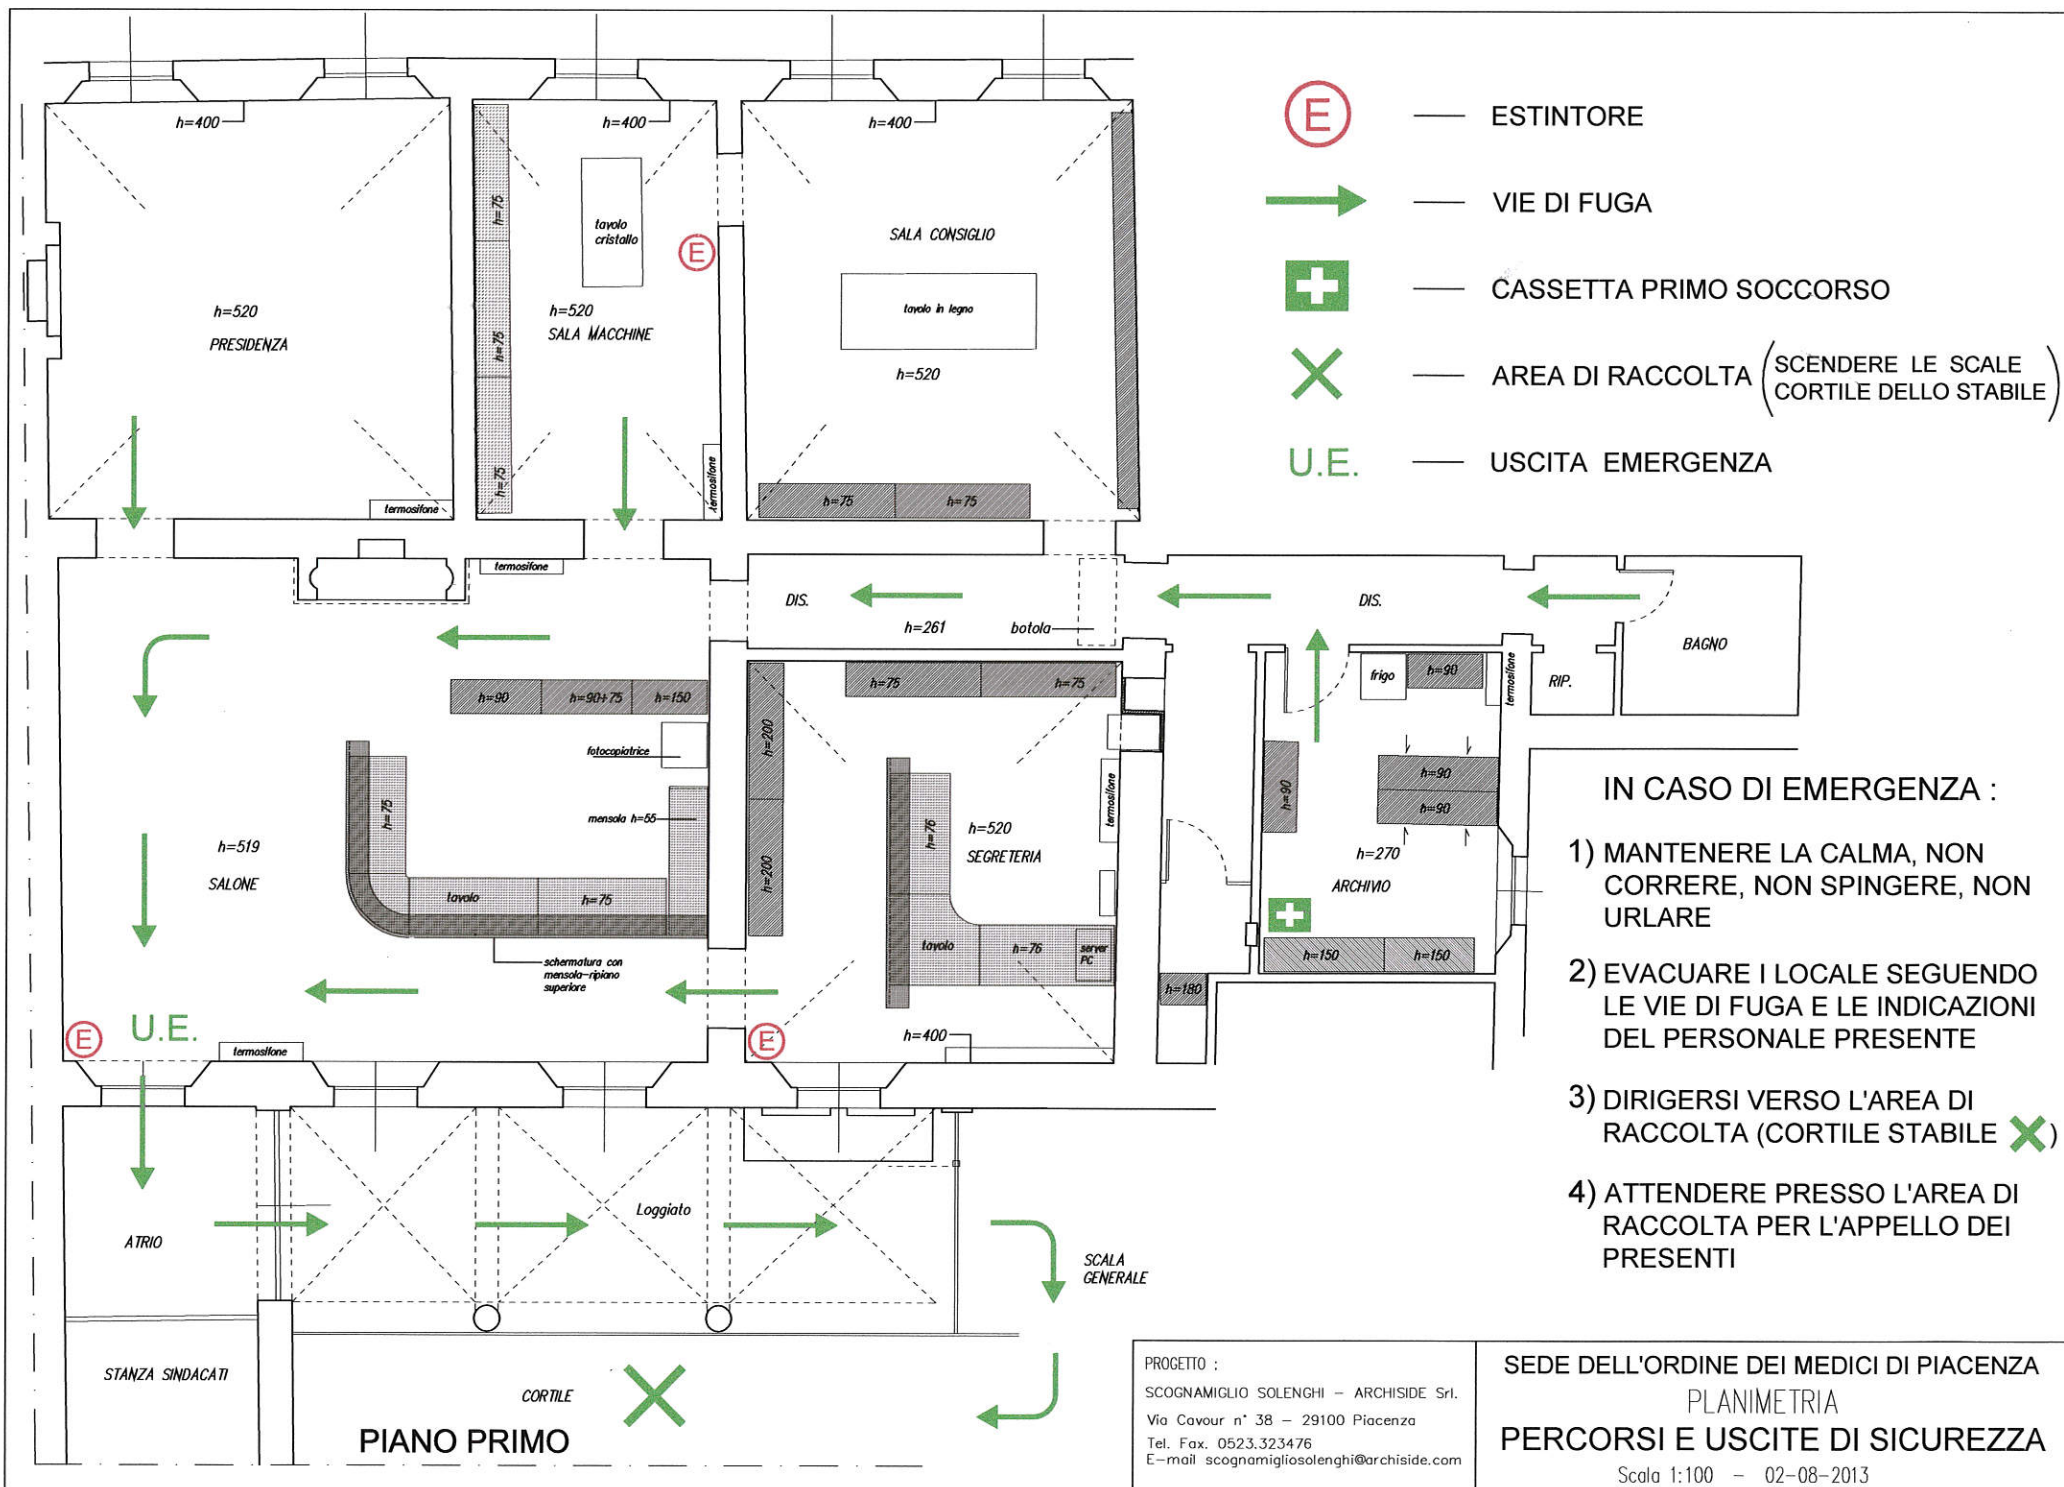 h=400
h=400
h=400
E
ESTINTORE
VIE DI FUGA
CASSETTA PRIMO SOCCORSO
AREA DI RACCOLTA (SCENDERE LE SCALE
CORTILE DELLO STABILE)
U.E.
USCITA EMERGENZA
h=520
PRESIDENZA
termosifone
h=75
h=75
h=75
tavolo
cristallo
E
h=520
SALA MACCHINE
termosifone
SALA CONSIGLIO
tavolo in legno
h=520
h=75
h=75
termosifone
DIS.
h=261
botola
DIS.
BAGNO
RIP.
h=90
h=90+75
h=150
fotocopiatrice
h=75
mensola h=55
h=519
SALONE
tavolo
h=75
schermatura con
mensola-ripiano
superiore
E
U.E.
termosifone
h=75
h=75
h=200
h=200
h=76
h=520
SEGRETERIA
termosifone
tavolo
h=76
server
PC
E
h=400
h=180
frigo
h=90
termosifone
h=90
h=90
h=90
h=270
ARCHIVIO
h=150
h=150
IN CASO DI EMERGENZA :
1) MANTENERE LA CALMA, NON
CORRERE, NON SPINGERE, NON
URLARE
2) EVACUARE I LOCALE SEGUENDO
LE VIE DI FUGA E LE INDICAZIONI
DEL PERSONALE PRESENTE
3) DIRIGERSI VERSO L'AREA DI
RACCOLTA (CORTILE STABILE )
4) ATTENDERE PRESSO L'AREA DI
RACCOLTA PER L'APPELLO DEI
PRESENTI
ATRIO
Loggiato
SCALA
GENERALE
STANZA SINDACATI
CORTILE
PIANO PRIMO
PROGETTO :
SCOGNAMIGLIO SOLENGHI – ARCHISIDE Srl.
Via Cavour n° 38 – 29100 Piacenza
Tel. Fax. 0523.323476
E-mail scognamigliosolenghi@archiside.com
SEDE DELL'ORDINE DEI MEDICI DI PIACENZA
PLANIMETRIA
PERCORSI E USCITE DI SICUREZZA
Scala 1:100 – 02-08-2013